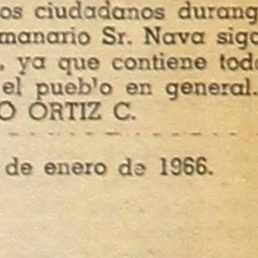 os ciudadanos durang
manario Sr. Nava sig
, ya que contiene tod
el pueb'o en general.
O ORTIZ C.
de enero de 1966.